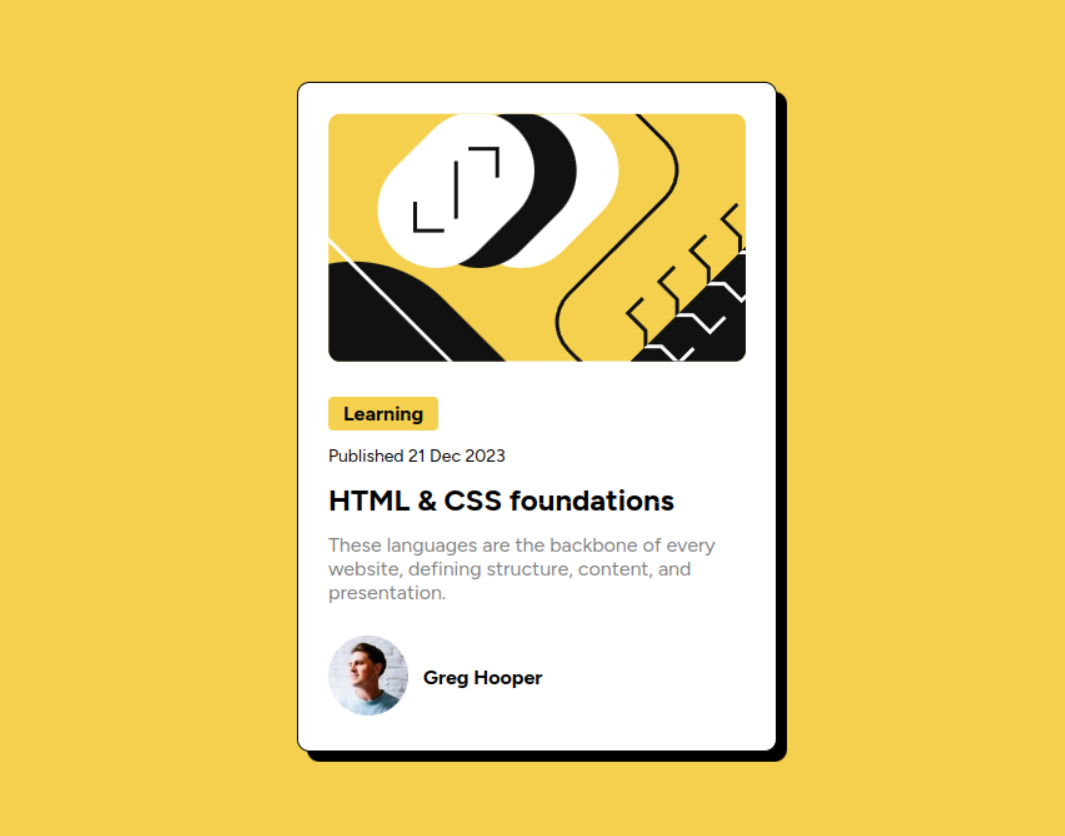 Learning
Published 21 Dec 2023
HTML & CSS foundations
These languages are the backbone of every
website, defining structure, content, and
presentation.
Greg Hooper